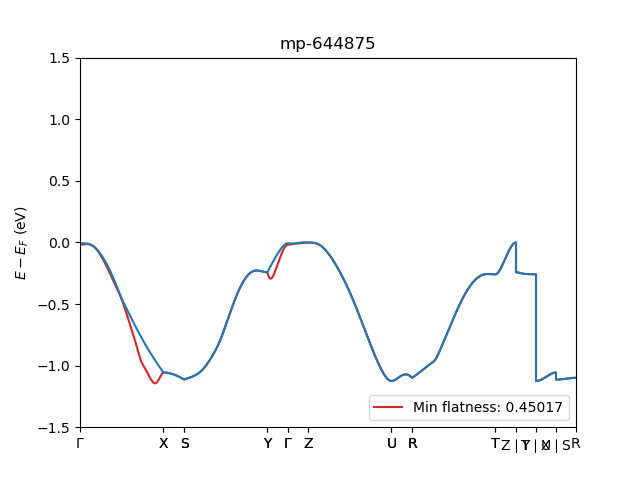 mp-644875
E − E_F (eV)
1.5
1.0
0.5
0.0
−0.5
−1.0
−1.5
Min flatness: 0.45017
Γ X S Y Γ Z U R T Z | T Y | U X | S R